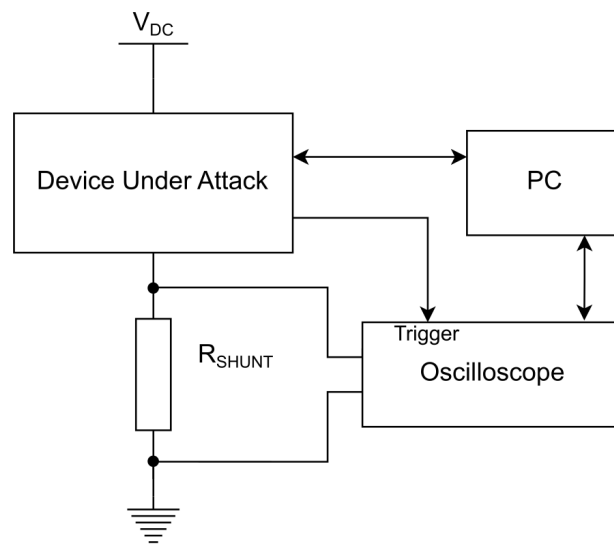 V_DC
Device Under Attack
PC
Trigger
R_SHUNT
Oscilloscope